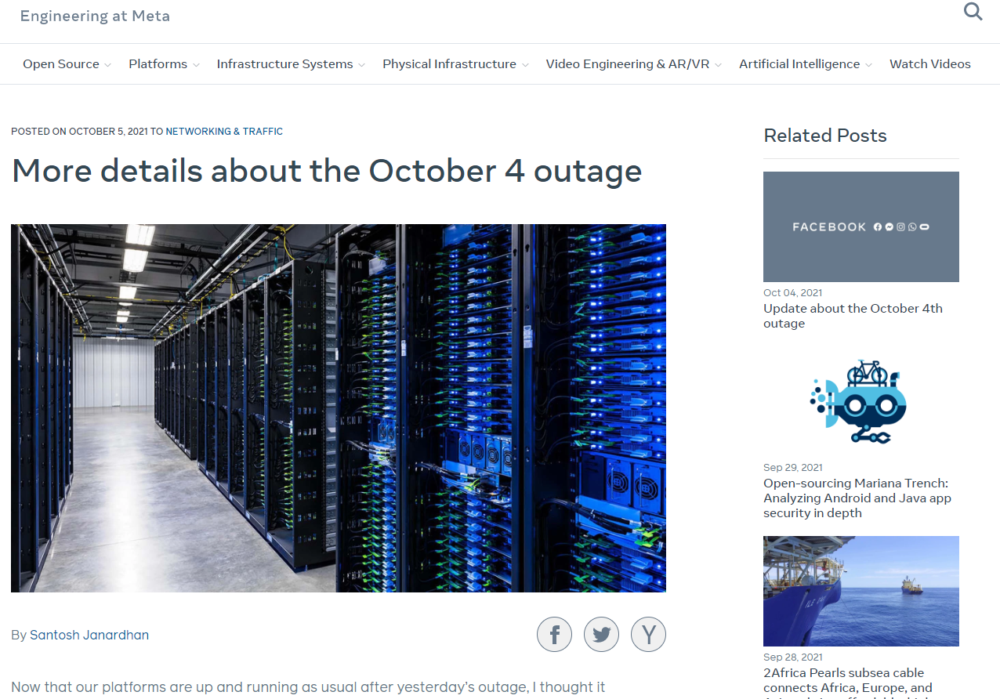 Engineering at Meta
Open Source
Platforms
Infrastructure Systems
Physical Infrastructure
Video Engineering & AR/VR
Artificial Intelligence
Watch Videos
POSTED ON OCTOBER 5, 2021 TO NETWORKING & TRAFFIC
More details about the October 4 outage
By Santosh Janardhan
Now that our platforms are up and running as usual after yesterday’s outage, I thought it
Related Posts
FACEBOOK
Oct 04, 2021
Update about the October 4th
outage
Sep 29, 2021
Open-sourcing Mariana Trench:
Analyzing Android and Java app
security in depth
Sep 28, 2021
2Africa Pearls subsea cable
connects Africa, Europe, and